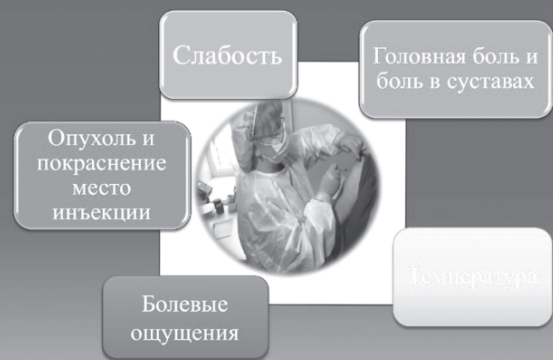 Слабость
Головная боль и
боль в суставах
Опухоль и
покраснение
место
инъекции
Температура
Болевые
ощущения